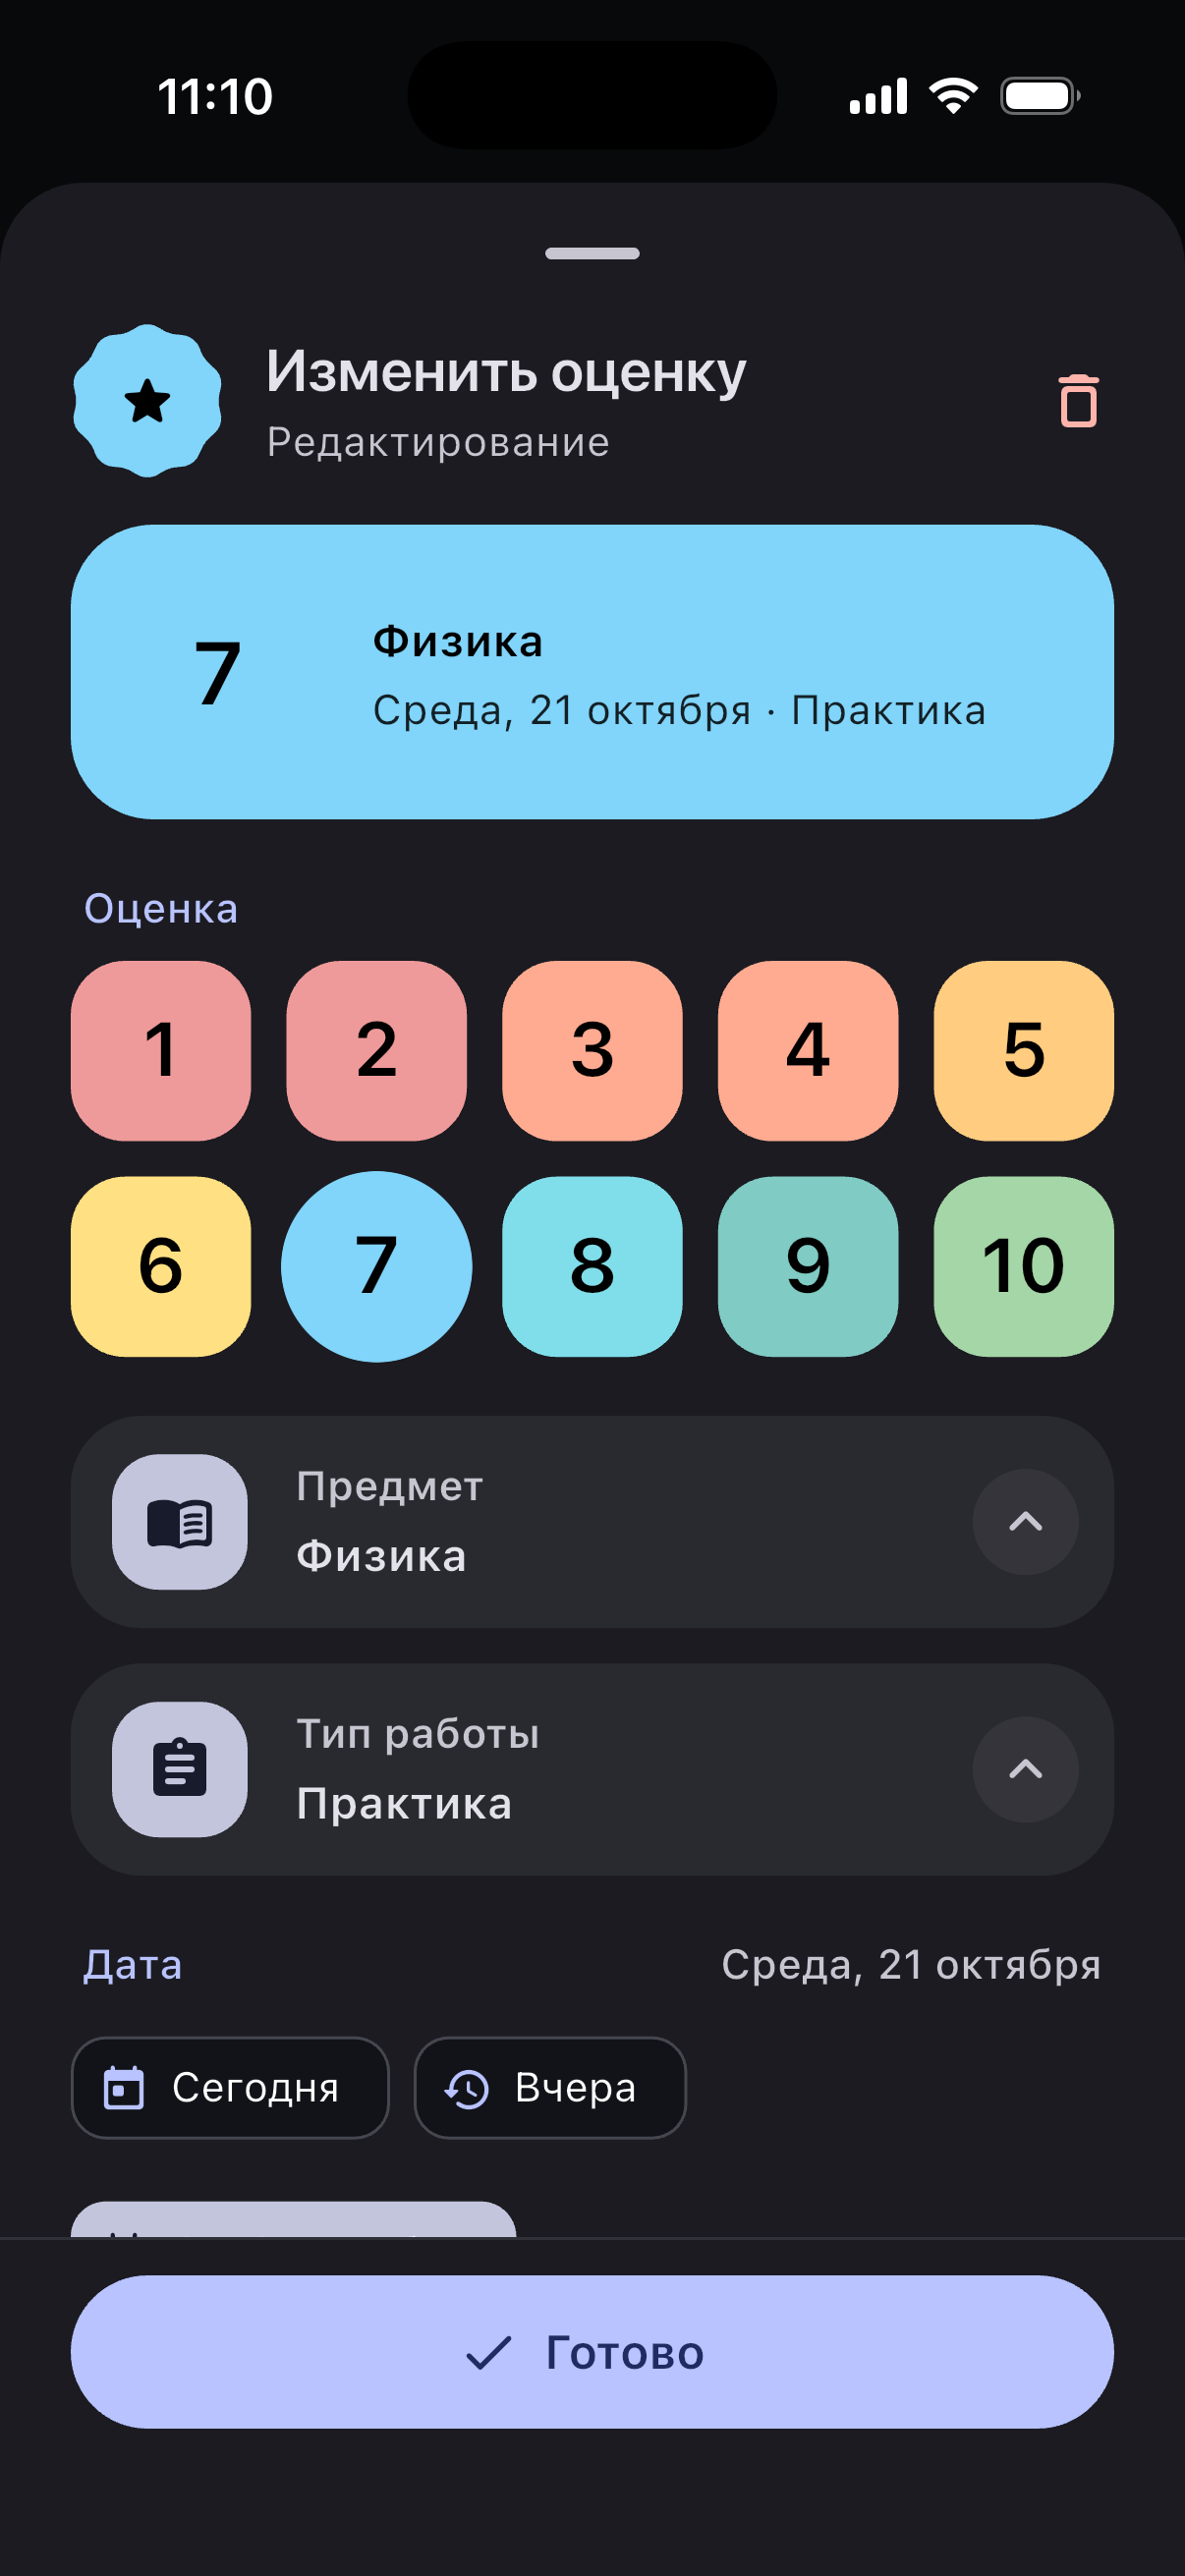 11:10
Изменить оценку
Редактирование
7
Физика
Среда, 21 октября · Практика
Оценка
1 2 3 4 5
6 7 8 9 10
Предмет
Физика
Тип работы
Практика
Дата
Среда, 21 октября
Сегодня
Вчера
Готово